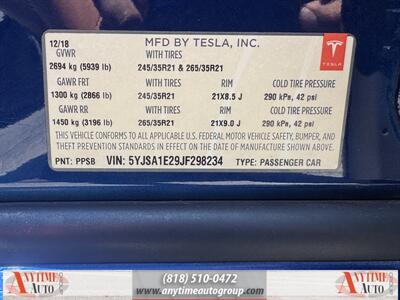 12/18 MFD BY TESLA, INC. TESLA
GVWR WITH TIRES
2694 kg (5939 lb) 245/35R21 & 265/35R21
GAWR FRT WITH TIRES RIM COLD TIRE PRESSURE
1300 kg (2866 lb) 245/35R21 21X8.5 J 290 kPa, 42 psi
GAWR RR WITH TIRES RIM COLD TIRE PRESSURE
1450 kg (3196 lb) 265/35R21 21X9.0 J 290 kPa, 42 psi
THIS VEHICLE CONFORMS TO ALL APPLICABLE U.S. FEDERAL MOTOR VEHICLE SAFETY, BUMPER, AND
THEFT PREVENTION STANDARDS IN EFFECT ON THE DATE OF MANUFACTURE SHOWN ABOVE.
PNT: PPSB VIN: 5YJSA1E29JF298234 TYPE: PASSENGER CAR
ANYTIME AUTO (818) 510-0472 ANYTIME AUTO
www.anytimeautogroup.com